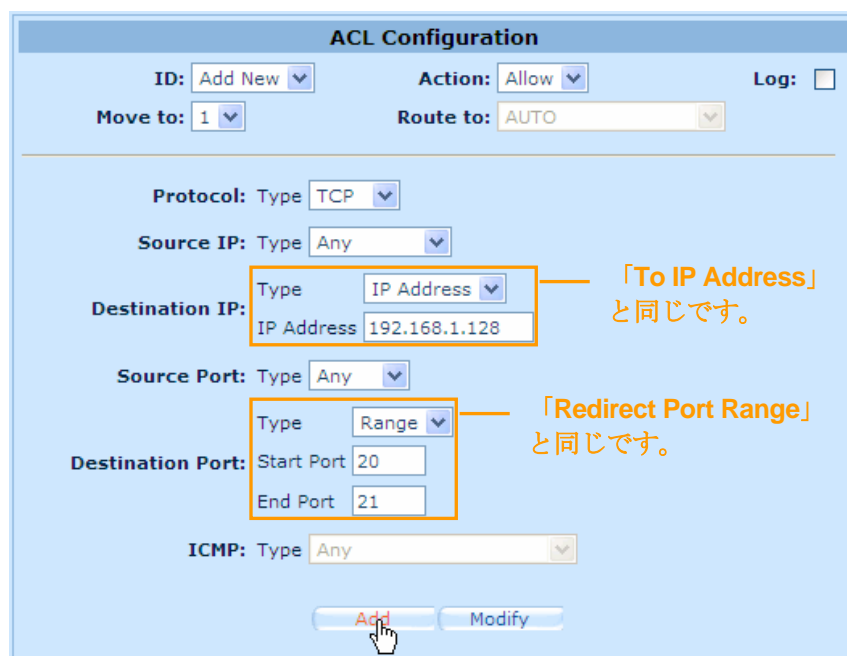 ACL Configuration
ID: Add New Action: Allow Log:
Move to: 1 Route to: AUTO
Protocol: Type TCP
Source IP: Type Any
Destination IP: Type IP Address
IP Address 192.168.1.128
「To IP Address」
と同じです。
Source Port: Type Any
Destination Port: Type Range
Start Port 20
End Port 21
「Redirect Port Range」
と同じです。
ICMP: Type Any
Add Modify